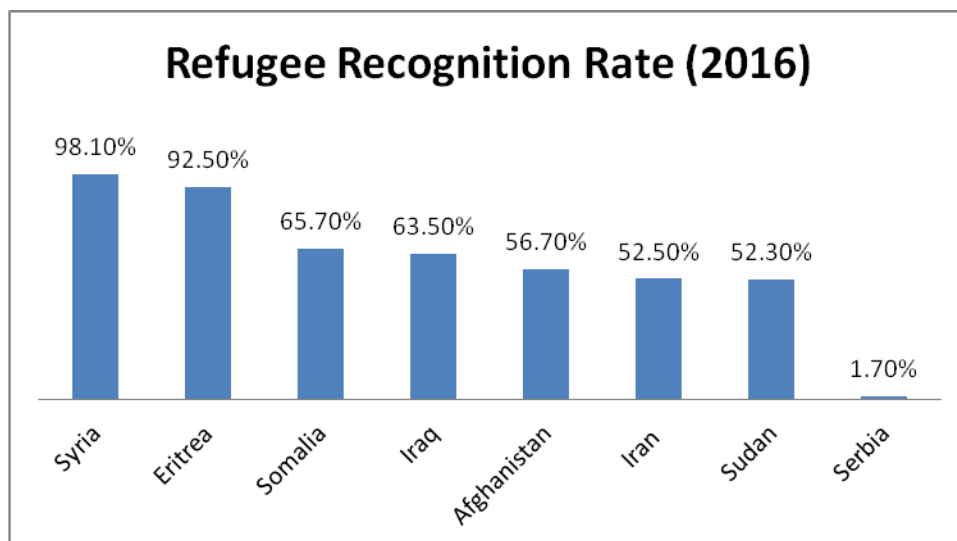 Refugee Recognition Rate (2016)
98.10%
92.50%
65.70%
63.50%
56.70%
52.50%
52.30%
1.70%
Syria
Eritrea
Somalia
Iraq
Afghanistan
Iran
Sudan
Serbia